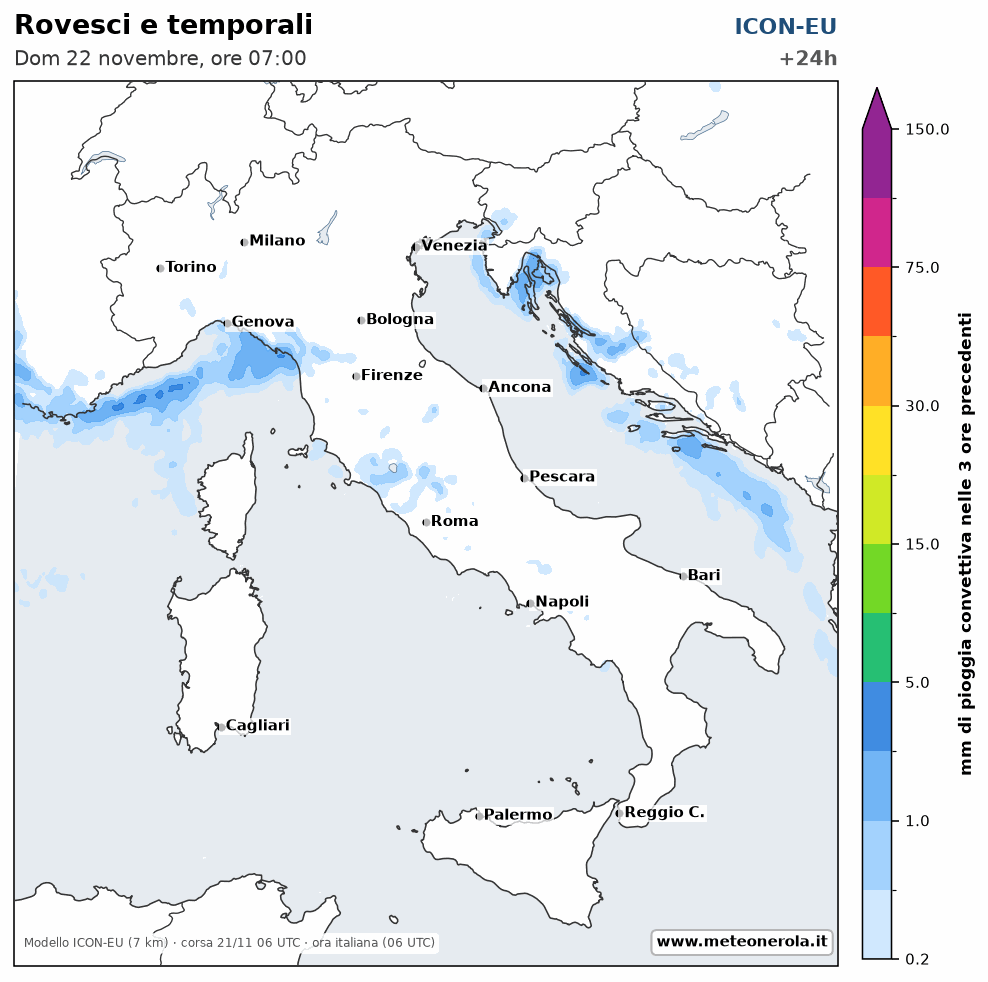 Rovesci e temporali
ICON-EU
Dom 22 novembre, ore 07:00
+24h
150.0
75.0
30.0
15.0
5.0
1.0
0.2
mm di pioggia convettiva nelle 3 ore precedenti
Milano
Venezia
Torino
Genova
Bologna
Firenze
Ancona
Pescara
Roma
Bari
Napoli
Cagliari
Palermo
Reggio C.
Modello ICON-EU (7 km) · corsa 21/11 06 UTC · ora italiana (06 UTC)
www.meteonerola.it